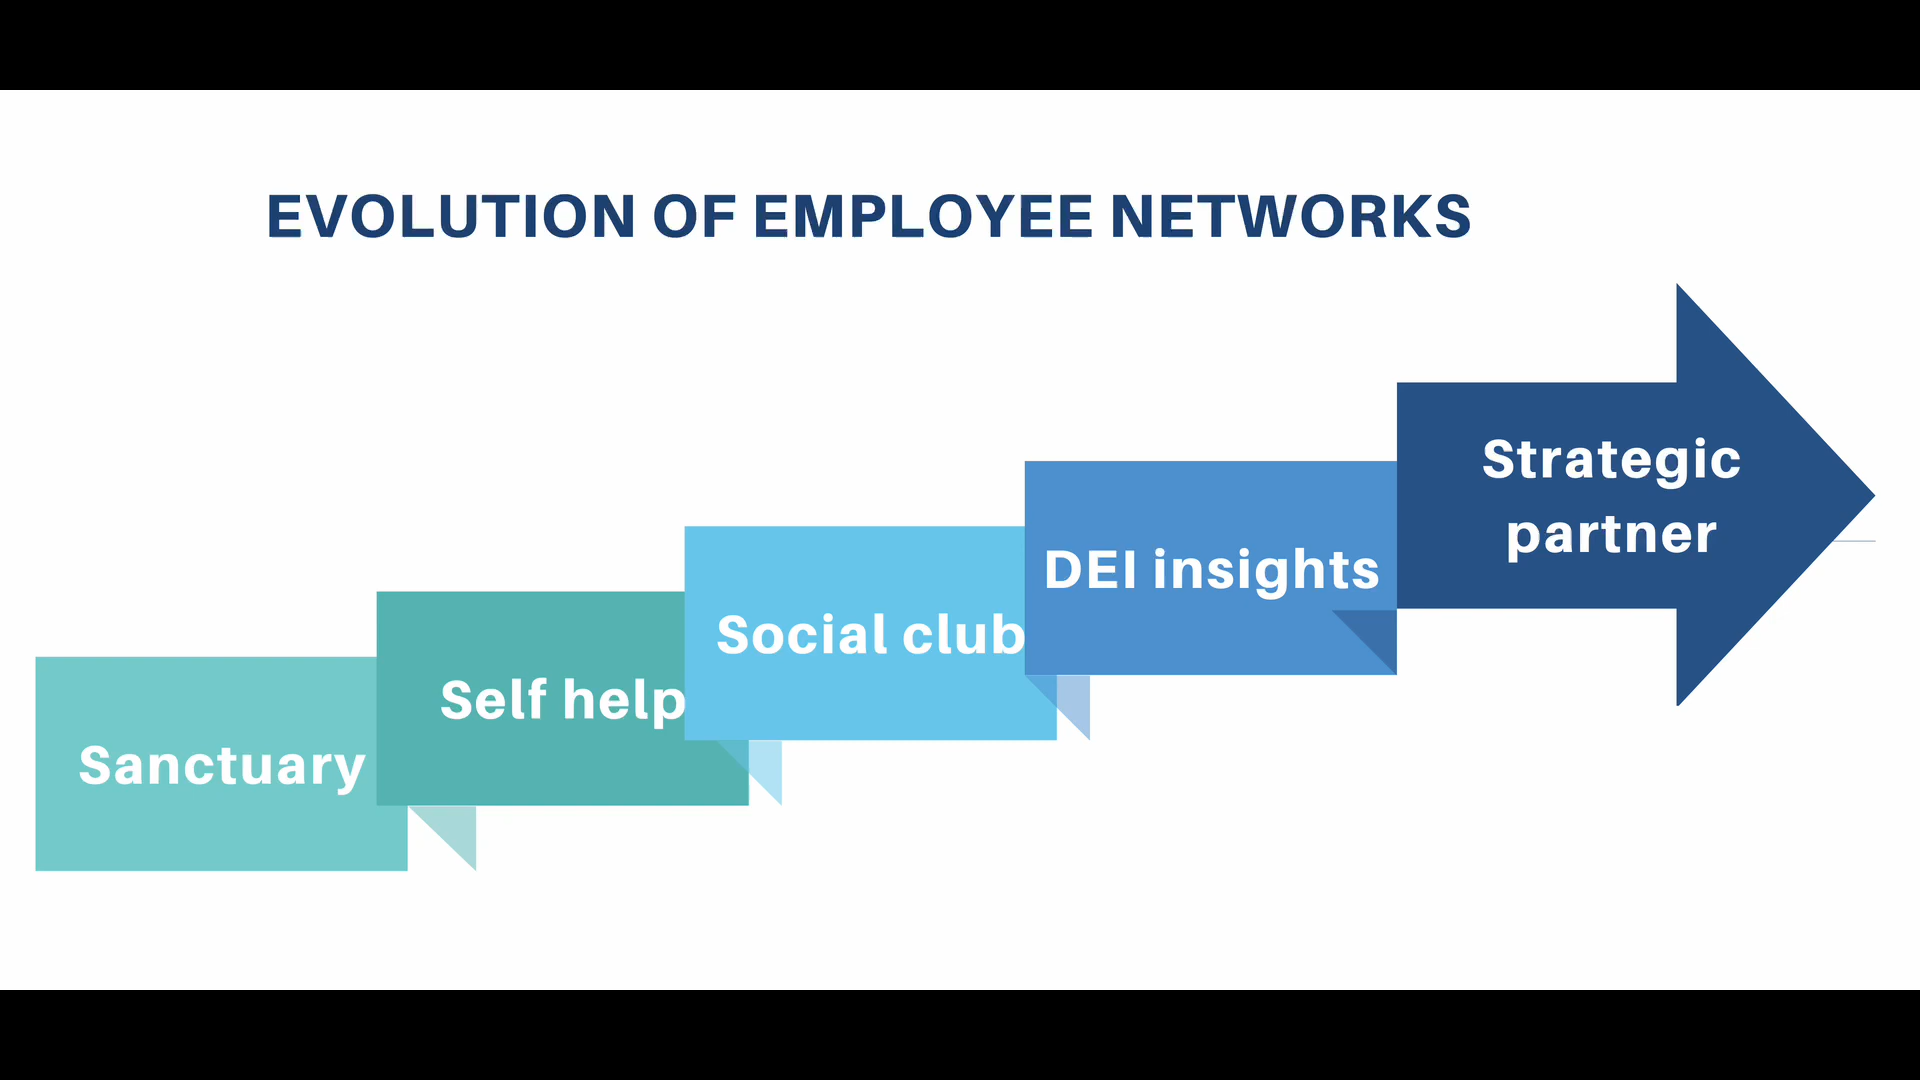 EVOLUTION OF EMPLOYEE NETWORKS
Sanctuary
Self help
Social club
DEI insights
Strategic
partner